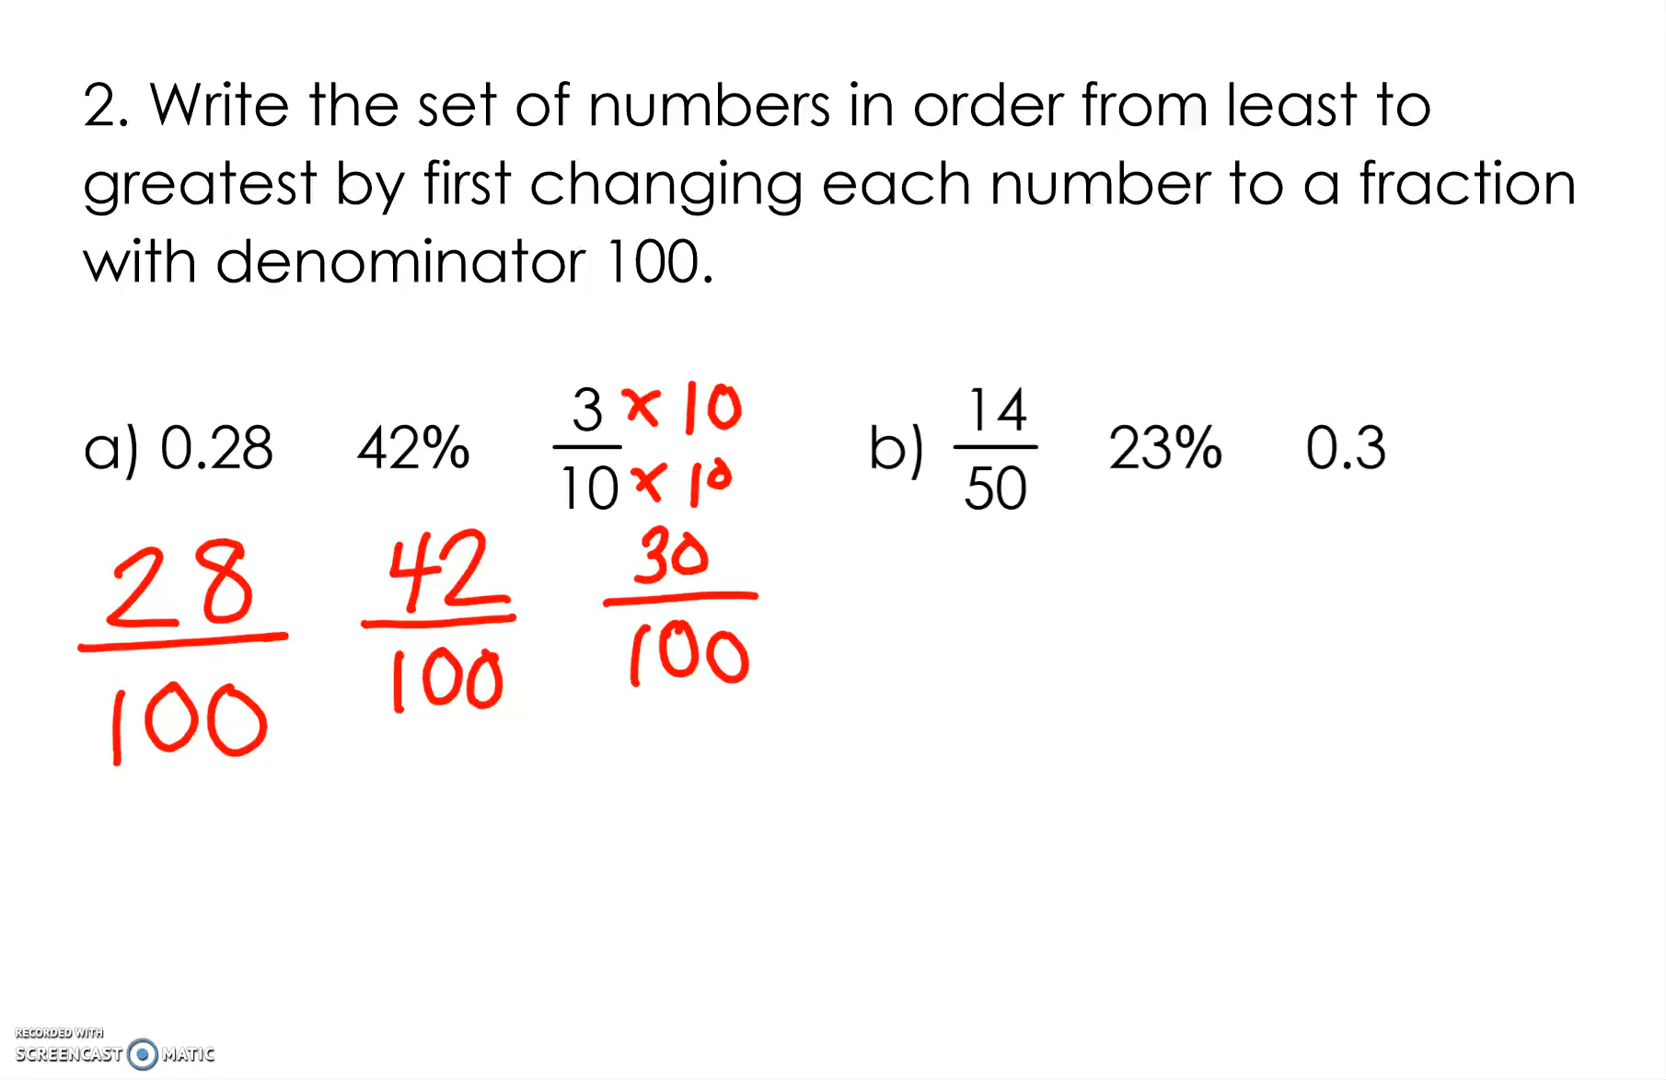 2. Write the set of numbers in order from least to
greatest by first changing each number to a fraction
with denominator 100.
a) 0.28 42% 3/10 × 10 / × 10 b) 14/50 23% 0.3
28/100 42/100 30/100
RECORDED WITH
SCREENCAST MATIC